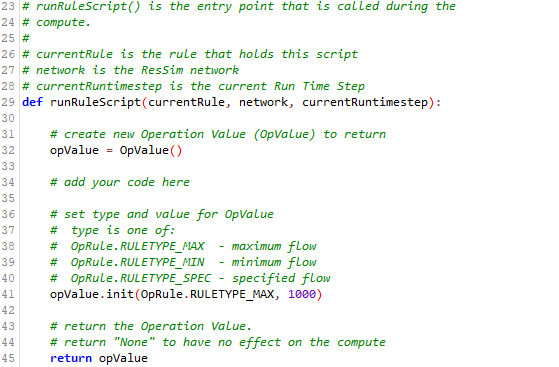 23 # runRuleScript() is the entry point that is called during the
24 # compute.
25 #
26 # currentRule is the rule that holds this script
27 # network is the ResSim network
28 # currentRuntimestep is the current Run Time Step
29 def runRuleScript(currentRule, network, currentRuntimestep):
30
31     # create new Operation Value (OpValue) to return
32     opValue = OpValue()
33
34     # add your code here
35
36     # set type and value for OpValue
37     #  type is one of:
38     #  OpRule.RULETYPE_MAX  - maximum flow
39     #  OpRule.RULETYPE_MIN  - minimum flow
40     #  OpRule.RULETYPE_SPEC - specified flow
41     opValue.init(OpRule.RULETYPE_MAX, 1000)
42
43     # return the Operation Value.
44     # return "None" to have no effect on the compute
45     return opValue